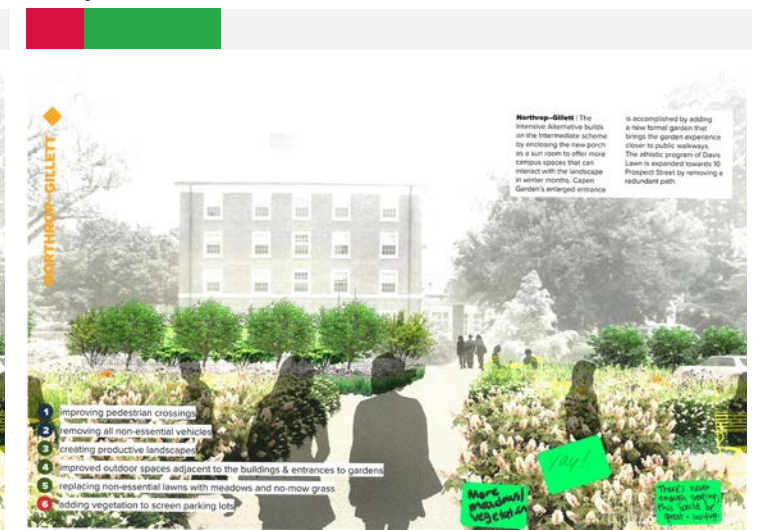 NORTHROP–GILLETT
Northrop–Gillett | The
Intensive Alternative builds
on the Intermediate scheme
by enclosing the new porch
as a sun room to offer more
campus spaces that can
interact with the landscape
in winter months. Capen
Garden's enlarged entrance
is accomplished by adding
a new formal garden that
brings the garden experience
closer to public walkways.
The athletic program of Davis
Lawn is expanded towards 10
Prospect Street by removing a
redundant path.
1 improving pedestrian crossings
2 removing all non-essential vehicles
3 creating productive landscapes
4 improved outdoor spaces adjacent to the buildings & entrances to gardens
5 replacing non-essential lawns with meadows and no-mow grass
6 adding vegetation to screen parking lots
More
meadows/
vegetation
Yay!
There's never
enough seating,
this would be
great + inviting.